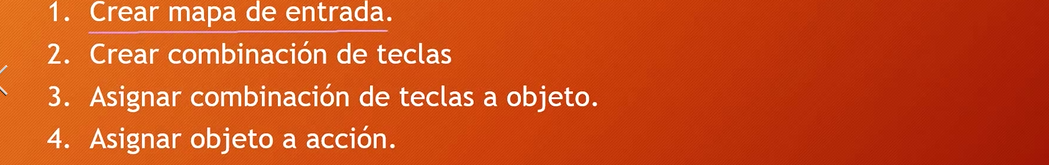 1. Crear mapa de entrada.
2. Crear combinación de teclas
3. Asignar combinación de teclas a objeto.
4. Asignar objeto a acción.